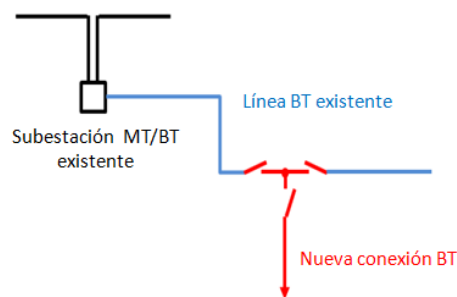 Línea BT existente
Subestación MT/BT
existente
Nueva conexión BT